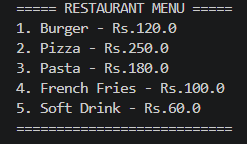 ===== RESTAURANT MENU =====
1. Burger - Rs.120.0
2. Pizza - Rs.250.0
3. Pasta - Rs.180.0
4. French Fries - Rs.100.0
5. Soft Drink - Rs.60.0
===========================